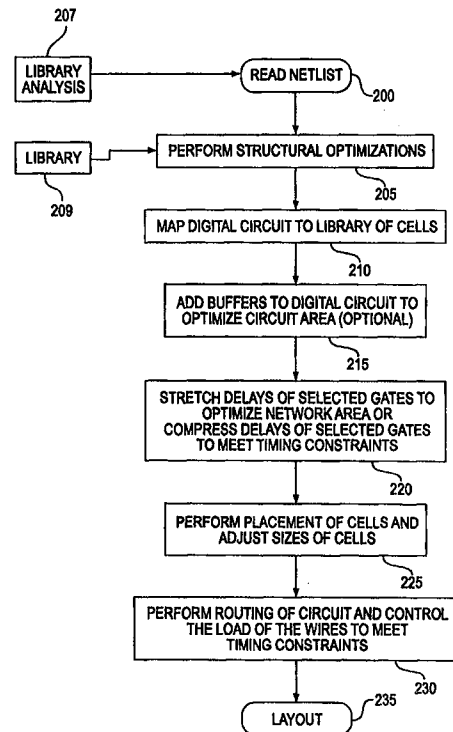 207
LIBRARY
ANALYSIS
READ NETLIST
200
LIBRARY
209
PERFORM STRUCTURAL OPTIMIZATIONS
205
MAP DIGITAL CIRCUIT TO LIBRARY OF CELLS
210
ADD BUFFERS TO DIGITAL CIRCUIT TO
OPTIMIZE CIRCUIT AREA (OPTIONAL)
215
STRETCH DELAYS OF SELECTED GATES TO
OPTIMIZE NETWORK AREA OR
COMPRESS DELAYS OF SELECTED GATES
TO MEET TIMING CONSTRAINTS
220
PERFORM PLACEMENT OF CELLS AND
ADJUST SIZES OF CELLS
225
PERFORM ROUTING OF CIRCUIT AND CONTROL
THE LOAD OF THE WIRES TO MEET
TIMING CONSTRAINTS
230
LAYOUT
235